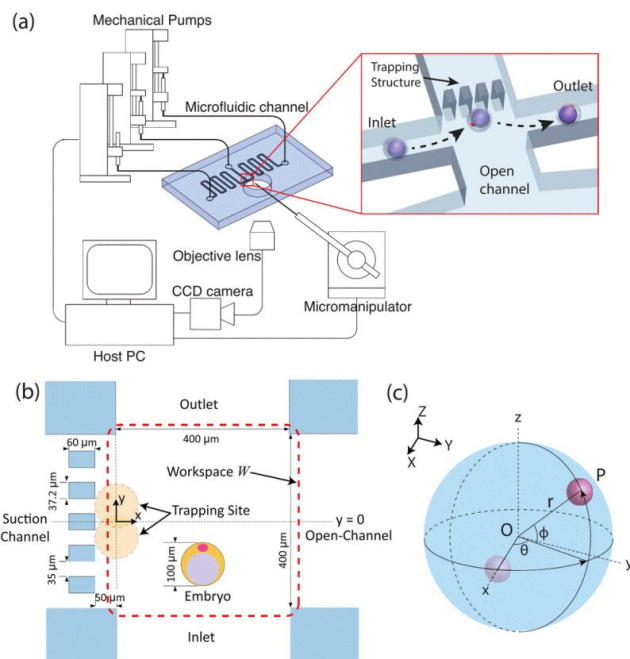 (a)
Mechanical Pumps
Microfluidic channel
Objective lens
CCD camera
Host PC
Micromanipulator
Trapping
Structure
Inlet
Outlet
Open
channel
(b)
Outlet
60 μm
400 μm
Workspace W
37.2 μm
y
x
Trapping Site
Suction
Channel
y = 0
Open-Channel
35 μm
100 μm
400 μm
Embryo
50 μm
Inlet
(c)
Z
Y
X
z
P
r
O
ϕ
θ
y
x